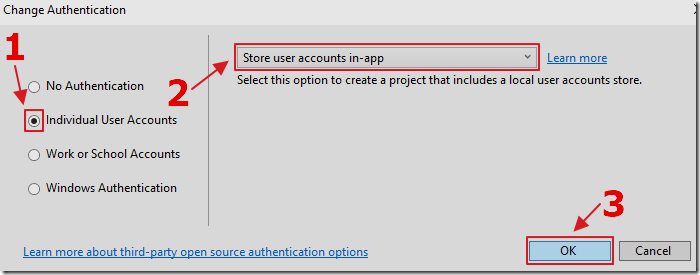 Change Authentication
1
No Authentication
Individual User Accounts
Work or School Accounts
Windows Authentication
2
Store user accounts in-app
Learn more
Select this option to create a project that includes a local user accounts store.
3
Learn more about third-party open source authentication options
OK
Cancel